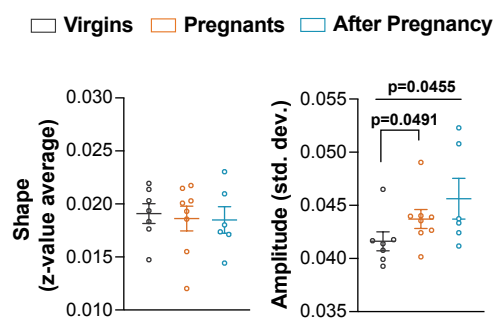 Virgins Pregnants After Pregnancy
Shape
(z-value average)
0.030
0.025
0.020
0.015
0.010
Amplitude (std. dev.)
0.055
0.050
0.045
0.040
0.035
p=0.0455
p=0.0491